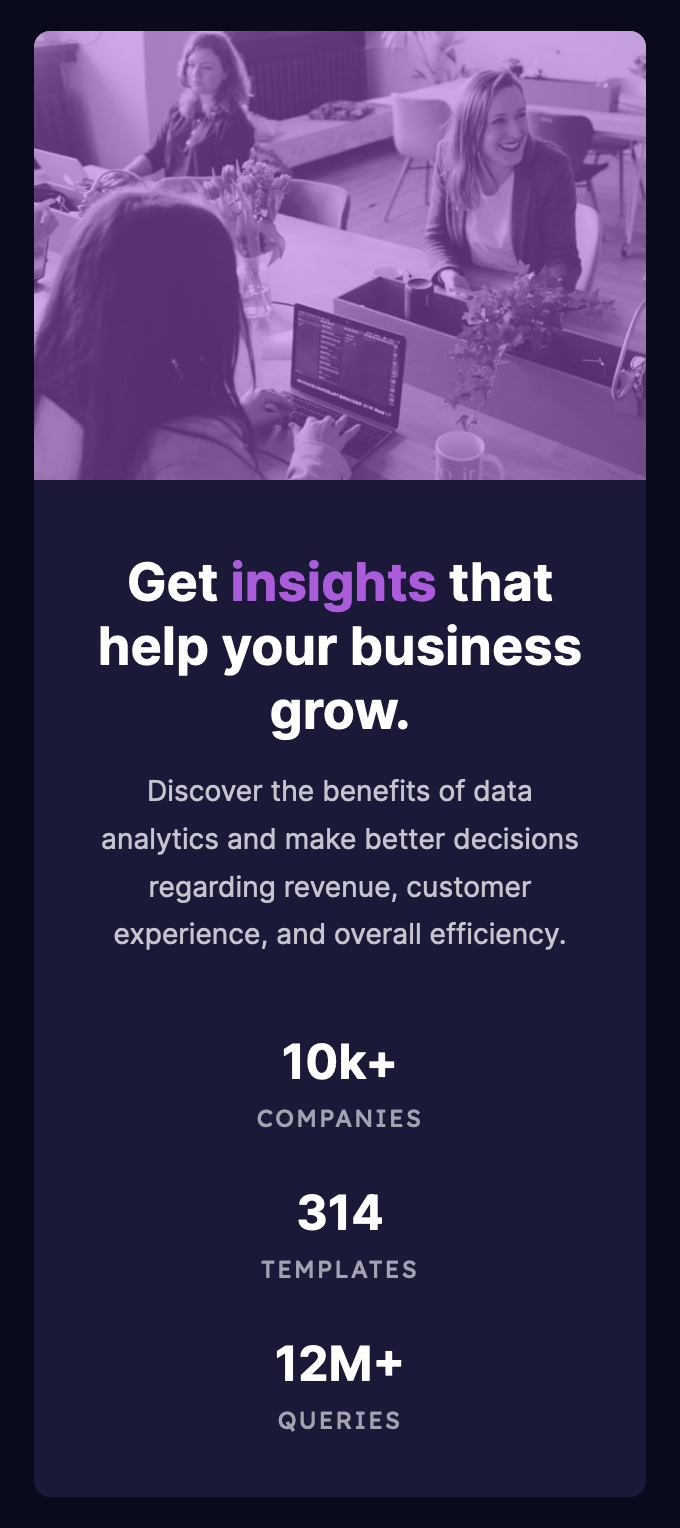 Get insights that
help your business
grow.
Discover the benefits of data
analytics and make better decisions
regarding revenue, customer
experience, and overall efficiency.
10k+
COMPANIES
314
TEMPLATES
12M+
QUERIES